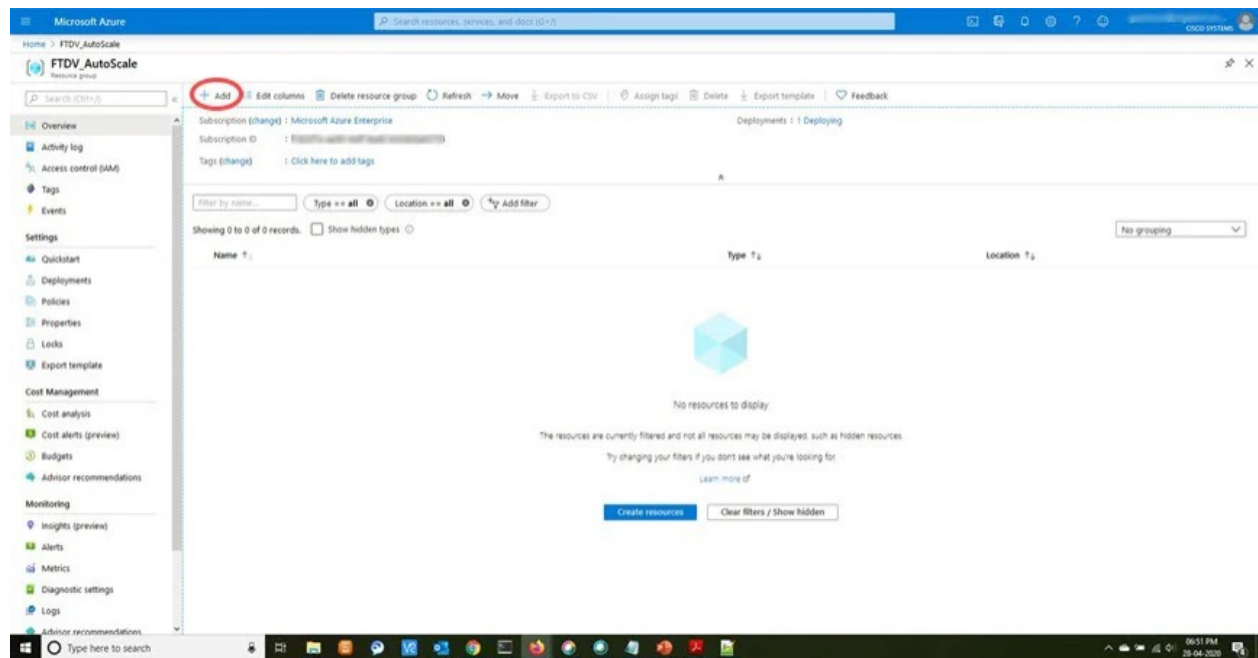 Microsoft Azure
Search resources, services, and docs (G+/)
CISCO SYSTEMS
Home > FTDV_AutoScale
FTDV_AutoScale
Resource group
Search (Ctrl+/)
Add
Edit columns
Delete resource group
Refresh
Move
Export to CSV
Assign tags
Delete
Export template
Feedback
Overview
Activity log
Access control (IAM)
Tags
Events
Settings
Quickstart
Deployments
Policies
Properties
Locks
Export template
Cost Management
Cost analysis
Cost alerts (preview)
Budgets
Advisor recommendations
Monitoring
Insights (preview)
Alerts
Metrics
Diagnostic settings
Logs
Advisor recommendations
Subscription (change) : Microsoft Azure Enterprise
Deployments : 1 Deploying
Subscription ID :
Tags (change) : Click here to add tags
Filter by name...
Type == all
Location == all
Add filter
Showing 0 to 0 of 0 records.
Show hidden types
No grouping
Name
Type
Location
No resources to display
The resources are currently filtered and not all resources may be displayed, such as hidden resources.
Try changing your filters if you don't see what you're looking for.
Learn more
Create resources
Clear filters / Show hidden
Type here to search
06:51 PM
28-04-2020